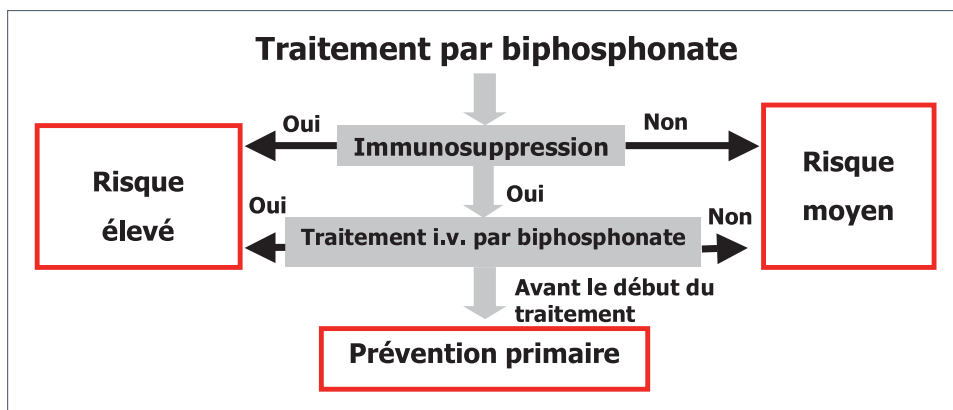 Traitement par biphosphonate
Oui
Non
Immunosuppression
Risque
élevé
Risque
moyen
Oui
Oui
Non
Traitement i.v. par biphosphonate
Avant le début du
traitement
Prévention primaire